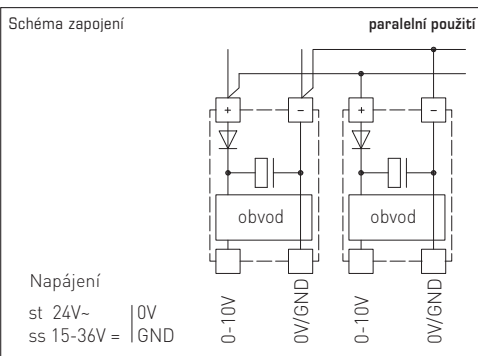 Schéma zapojení
paralelní použití
+ − + −
obvod obvod
Napájení
st 24V~ | 0V
ss 15-36V = | GND
0-10V
0V/GND
0-10V
0V/GND